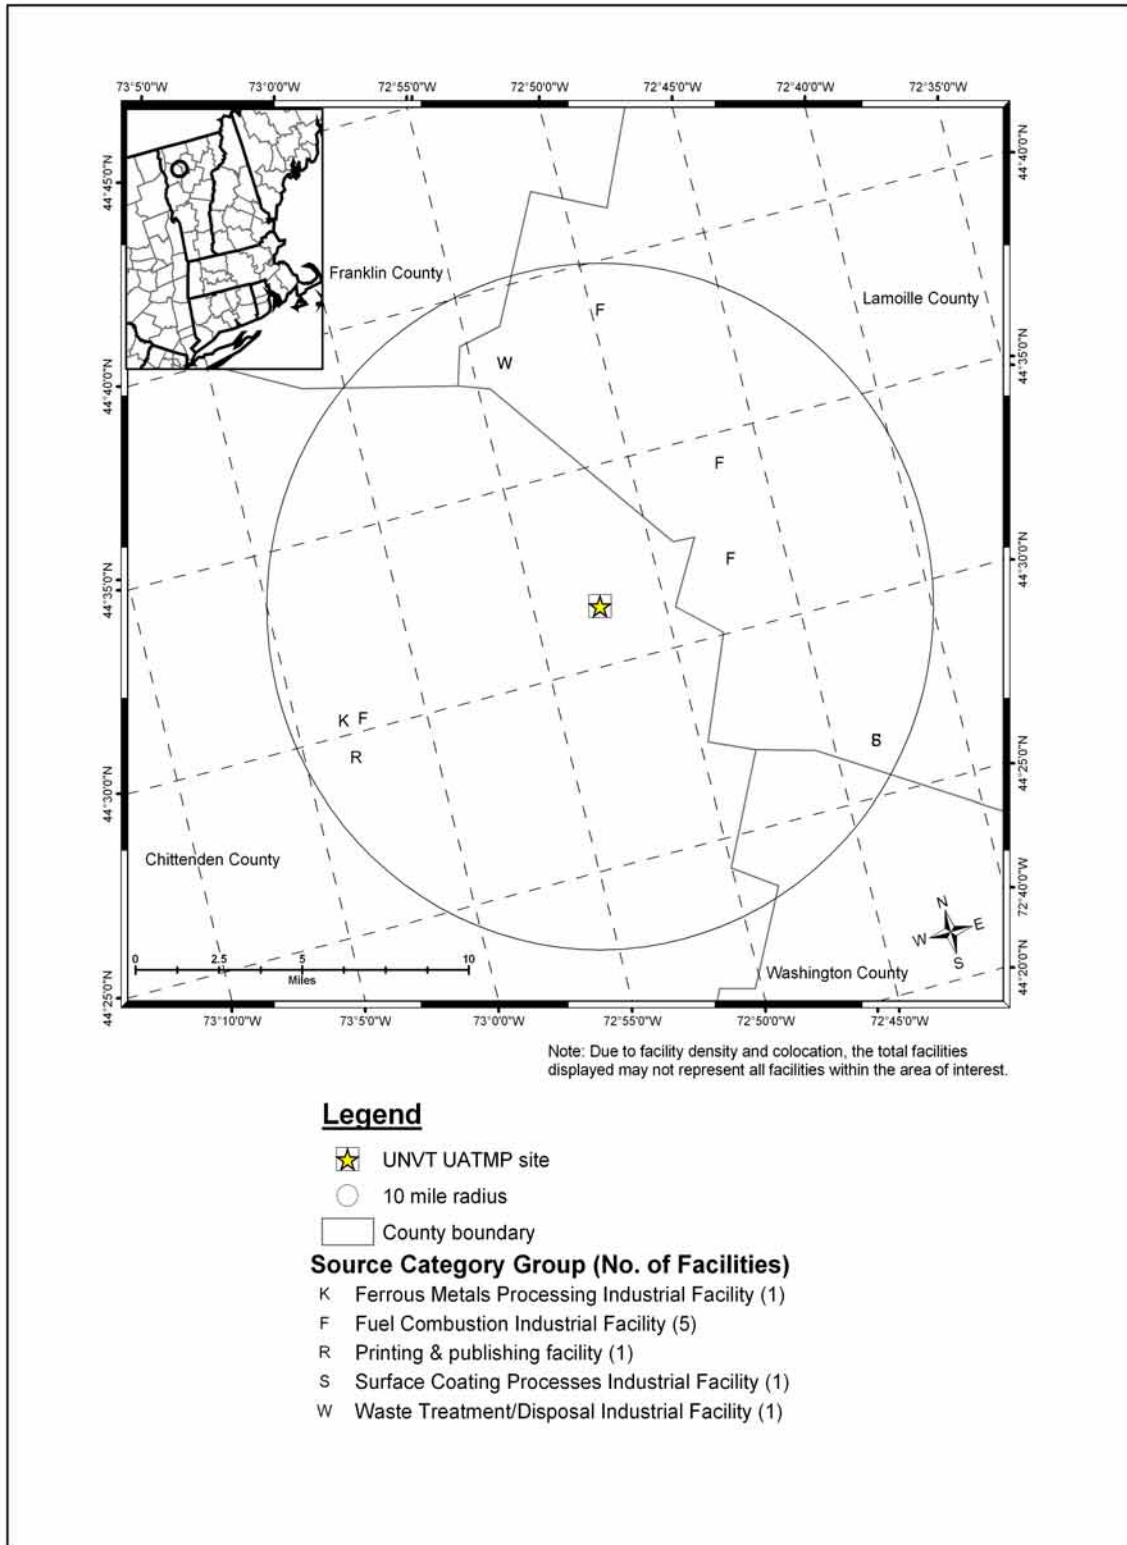 73°5'0"W 73°0'0"W 72°55'0"W 72°50'0"W 72°45'0"W 72°40'0"W 72°35'0"W
44°45'0"N
44°40'0"N
44°35'0"N
44°30'0"N
44°25'0"N
44°40'0"N
44°35'0"N
44°30'0"N
44°25'0"N
72°40'0"W
44°20'0"N
Franklin County
Lamoille County
F
W
F
F
K F
R
S
Chittenden County
N
W E
S
0 2.5 5 10
Miles
Washington County
73°10'0"W 73°5'0"W 73°0'0"W 72°55'0"W 72°50'0"W 72°45'0"W
Note: Due to facility density and colocation, the total facilities
displayed may not represent all facilities within the area of interest.
Legend
UNVT UATMP site
10 mile radius
County boundary
Source Category Group (No. of Facilities)
K Ferrous Metals Processing Industrial Facility (1)
F Fuel Combustion Industrial Facility (5)
R Printing & publishing facility (1)
S Surface Coating Processes Industrial Facility (1)
W Waste Treatment/Disposal Industrial Facility (1)